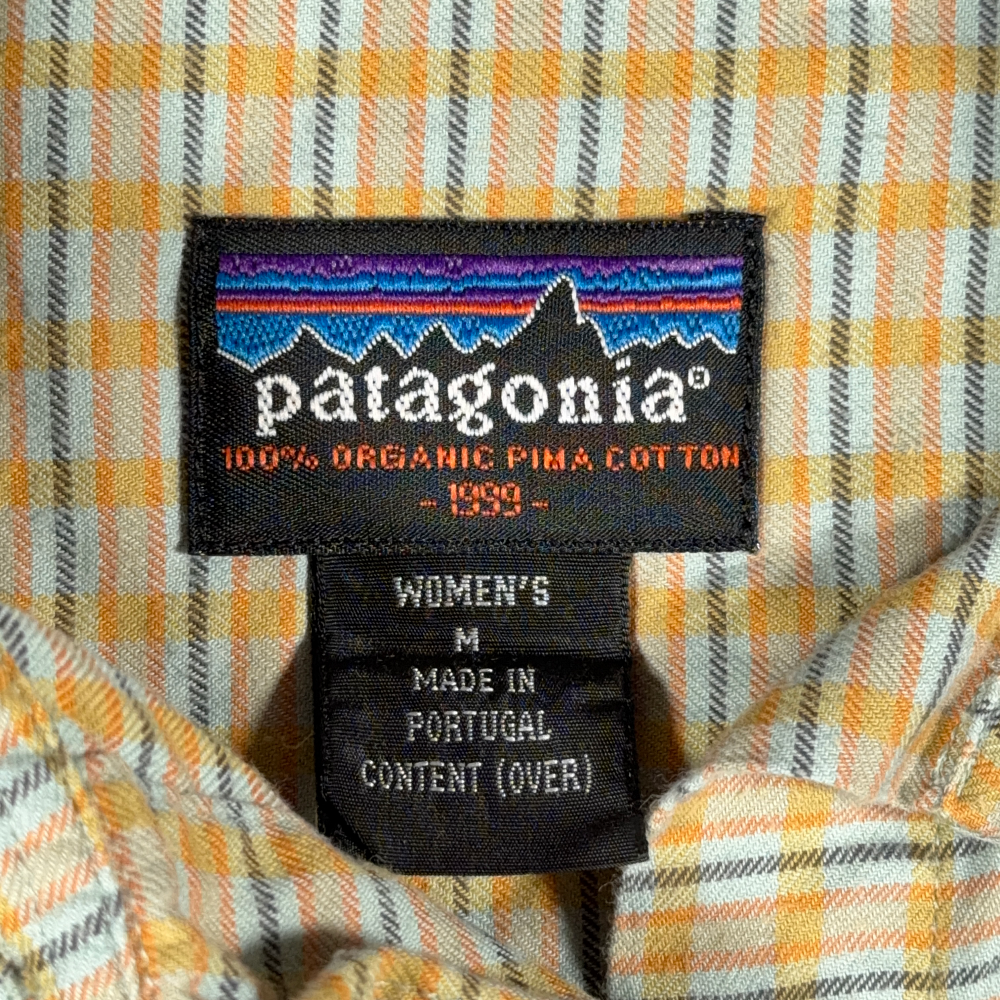 patagonia®
100% ORGANIC PIMA COTTON
- 1999 -
WOMEN'S
M
MADE IN
PORTUGAL
CONTENT (OVER)